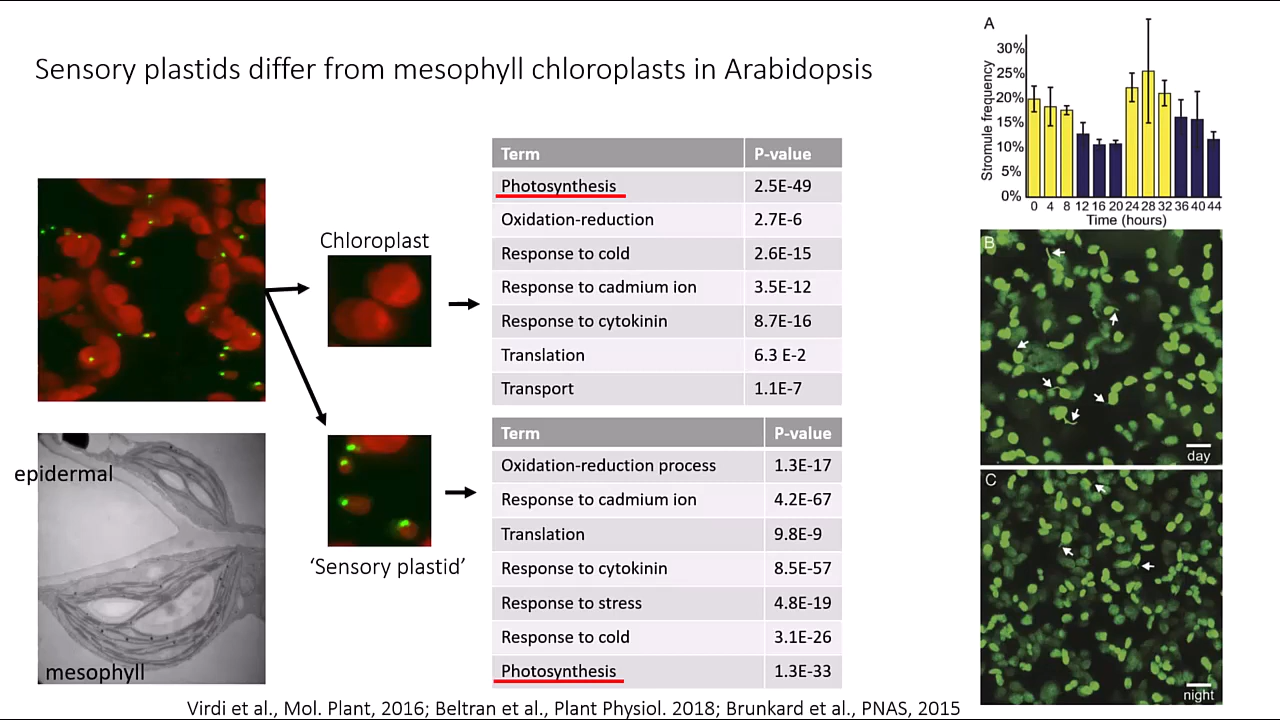 Sensory plastids differ from mesophyll chloroplasts in Arabidopsis
Chloroplast
epidermal
mesophyll
‘Sensory plastid’
Term P-value
Photosynthesis 2.5E-49
Oxidation-reduction 2.7E-6
Response to cold 2.6E-15
Response to cadmium ion 3.5E-12
Response to cytokinin 8.7E-16
Translation 6.3 E-2
Transport 1.1E-7
Term P-value
Oxidation-reduction process 1.3E-17
Response to cadmium ion 4.2E-67
Translation 9.8E-9
Response to cytokinin 8.5E-57
Response to stress 4.8E-19
Response to cold 3.1E-26
Photosynthesis 1.3E-33
A
Stromule frequency
30%
25%
20%
15%
10%
5%
0%
0 4 8 12 16 20 24 28 32 36 40 44
Time (hours)
B
day
C
night
Virdi et al., Mol. Plant, 2016; Beltran et al., Plant Physiol. 2018; Brunkard et al., PNAS, 2015